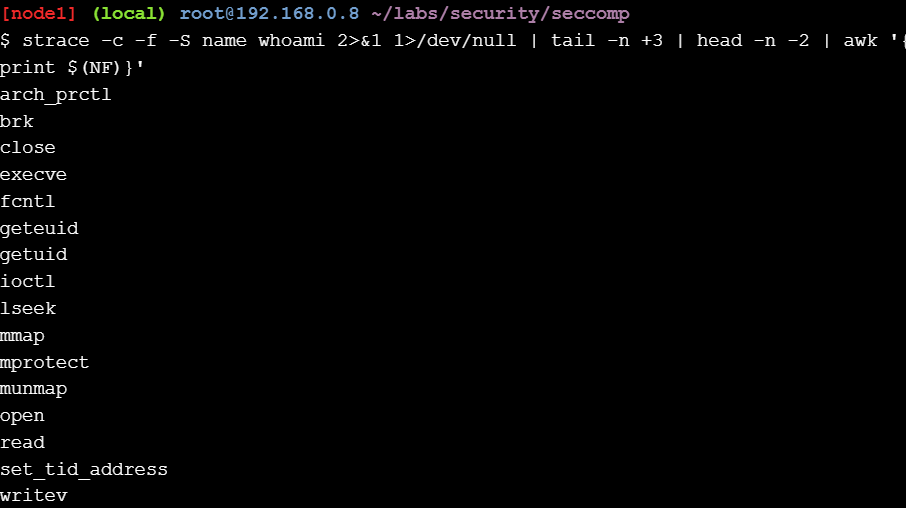 [node1] (local) root@192.168.0.8 ~/labs/security/seccomp
$ strace -c -f -S name whoami 2>&1 1>/dev/null | tail -n +3 | head -n -2 | awk '{
print $(NF)}'
arch_prctl
brk
close
execve
fcntl
geteuid
getuid
ioctl
lseek
mmap
mprotect
munmap
open
read
set_tid_address
writev